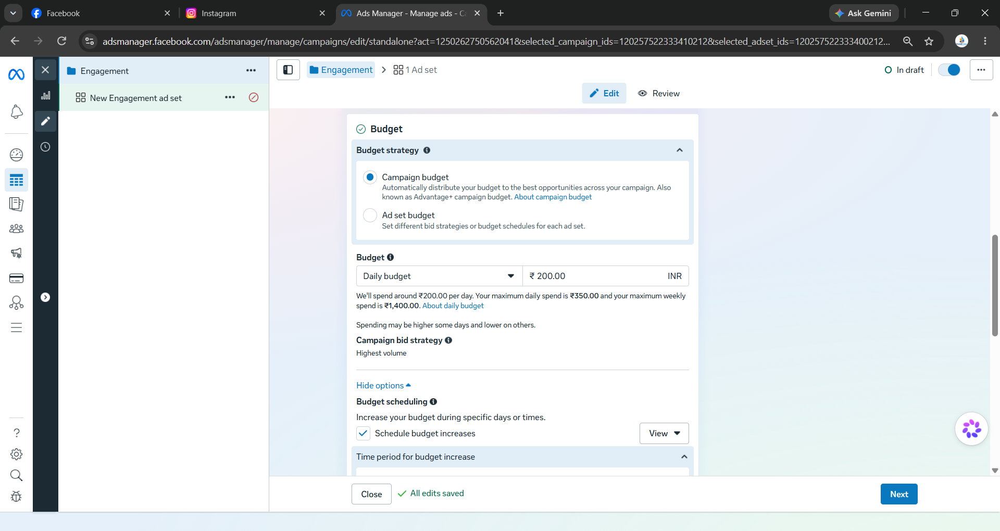 Facebook
Instagram
Ads Manager - Manage ads - Ca
Ask Gemini
adsmanager.facebook.com/adsmanager/manage/campaigns/edit/standalone?act=1250262750562041&selected_campaign_ids=120257522333410212&selected_adset_ids=120257522333400212...
Engagement
New Engagement ad set
Engagement
1 Ad set
In draft
Edit
Review
Budget
Budget strategy
Campaign budget
Automatically distribute your budget to the best opportunities across your campaign. Also
known as Advantage+ campaign budget. About campaign budget
Ad set budget
Set different bid strategies or budget schedules for each ad set.
Budget
Daily budget
₹ 200.00
INR
We'll spend around ₹200.00 per day. Your maximum daily spend is ₹350.00 and your maximum weekly
spend is ₹1,400.00. About daily budget
Spending may be higher some days and lower on others.
Campaign bid strategy
Highest volume
Hide options
Budget scheduling
Increase your budget during specific days or times.
Schedule budget increases
View
Time period for budget increase
Close
All edits saved
Next